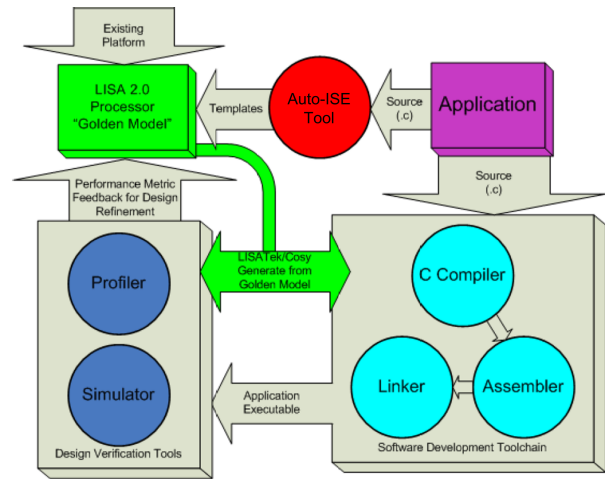 Existing
Platform
LISA 2.0
Processor
“Golden Model”
Templates
Auto-ISE
Tool
Source
(.c)
Application
Performance Metric
Feedback for Design
Refinement
Source
(.c)
Profiler
LISATek/Cosy
Generate from
Golden Model
C Compiler
Simulator
Application
Executable
Linker
Assembler
Design Verification Tools
Software Development Toolchain